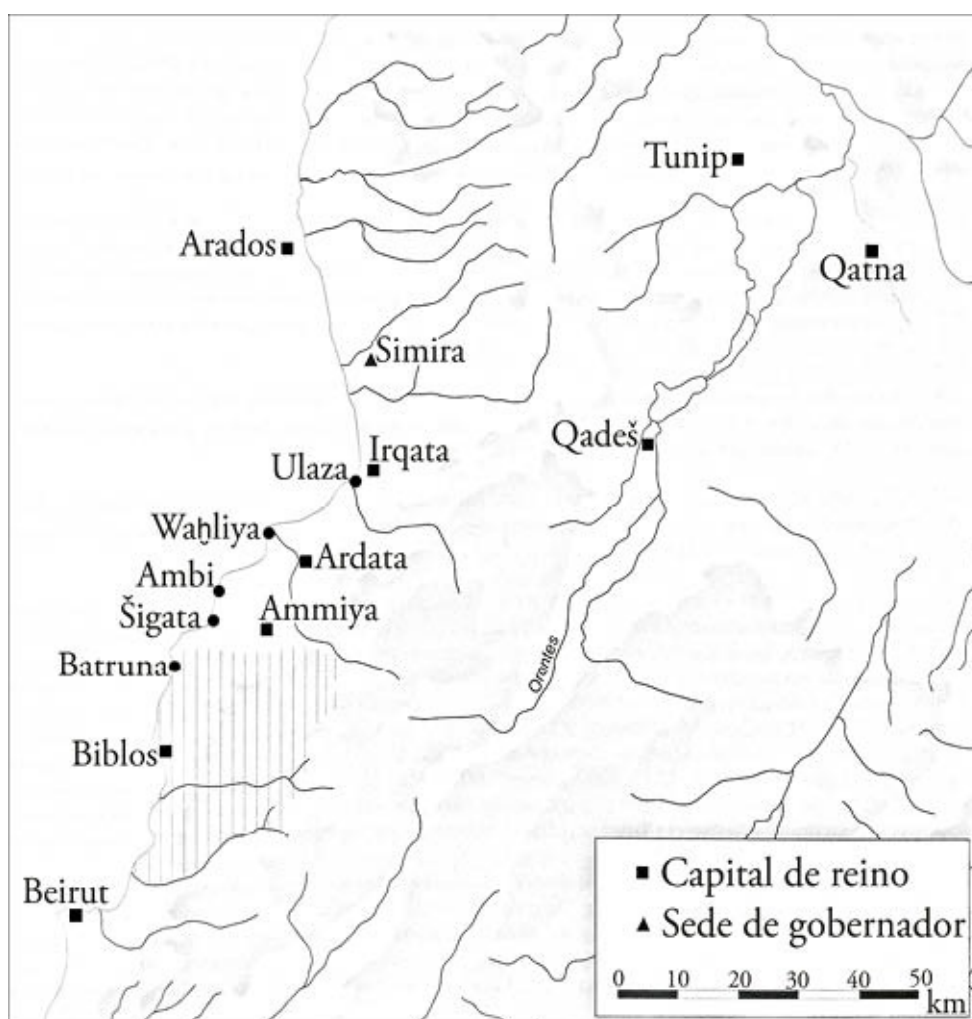 Tunip
Arados
Qatna
Simira
Qadeš
Irqata
Ulaza
Waḫliya
Ardata
Ambi
Ammiya
Šigata
Batruna
Orontes
Biblos
Beirut
Capital de reino
Sede de gobernador
0 10 20 30 40 50
km